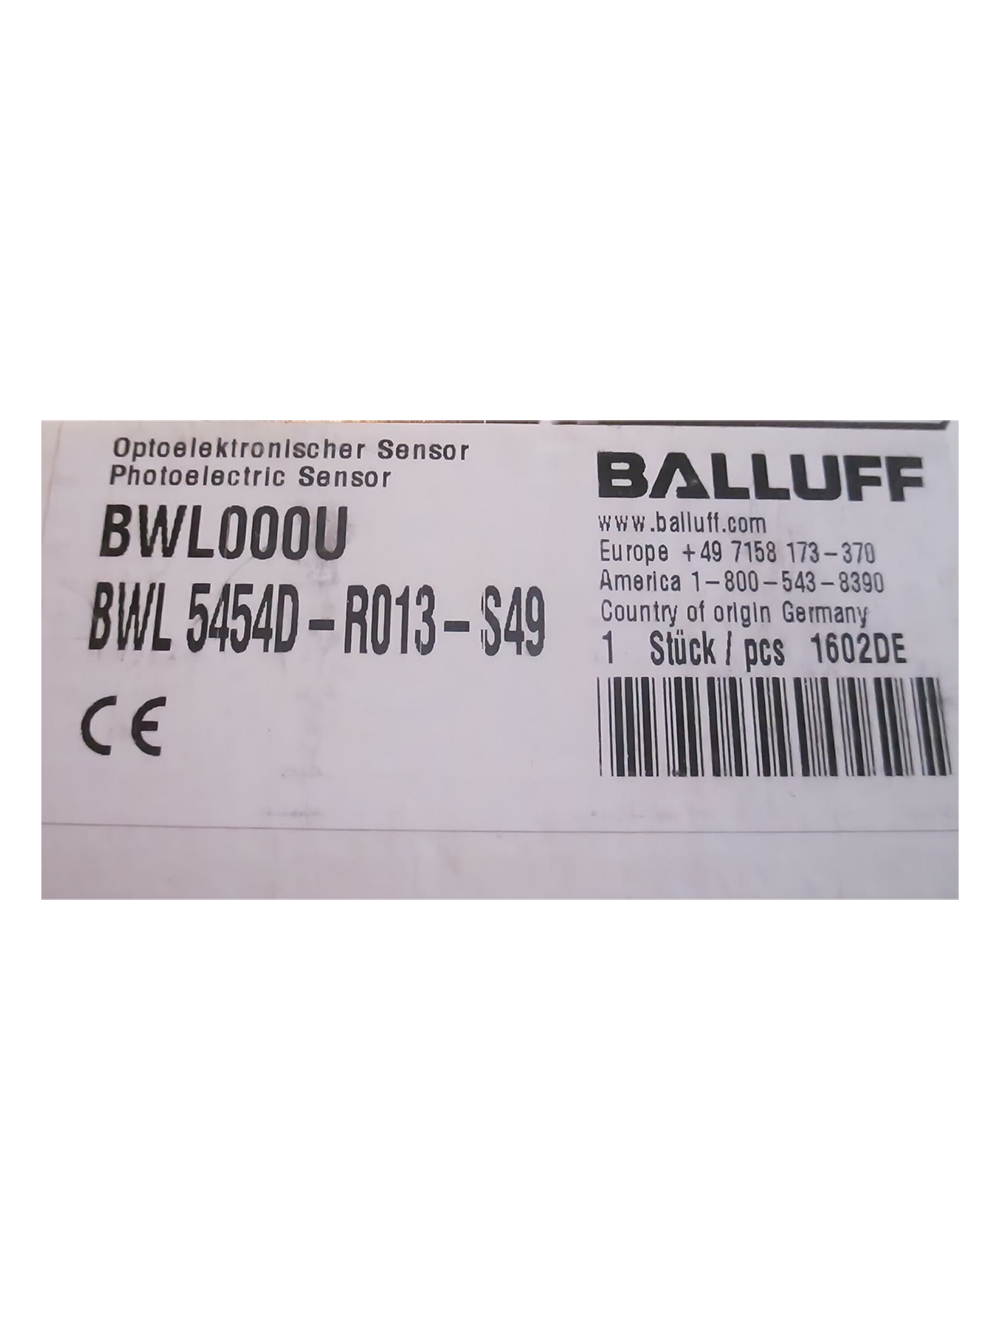 Optoelektronischer Sensor
Photoelectric Sensor
BWL000U
BWL 5454D-R013-S49
CE
BALLUFF
www.balluff.com
Europe +49 7158 173-370
America 1-800-543-8390
Country of origin Germany
1 Stück / pcs 1602DE